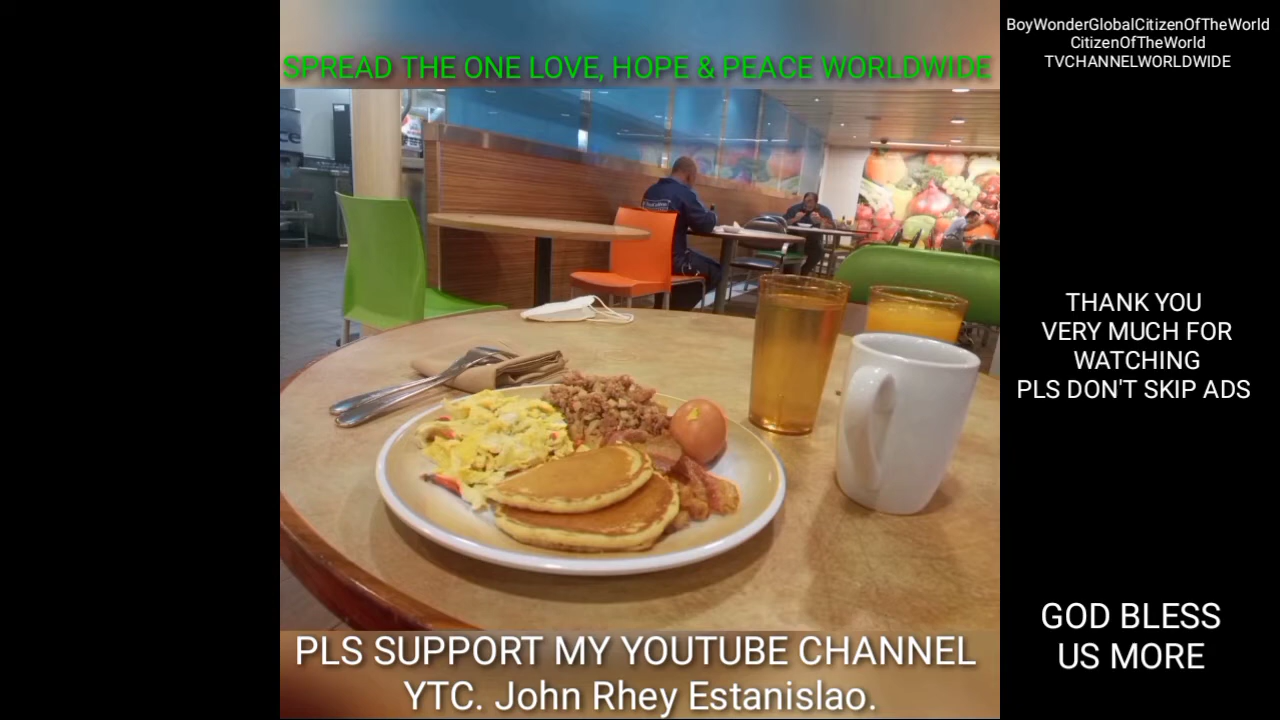 SPREAD THE ONE LOVE, HOPE & PEACE WORLDWIDE
BoyWonderGlobalCitizenOfTheWorld
CitizenOfTheWorld
TVCHANNELWORLDWIDE
THANK YOU
VERY MUCH FOR
WATCHING
PLS DON'T SKIP ADS
GOD BLESS
US MORE
PLS SUPPORT MY YOUTUBE CHANNEL
YTC. John Rhey Estanislao.